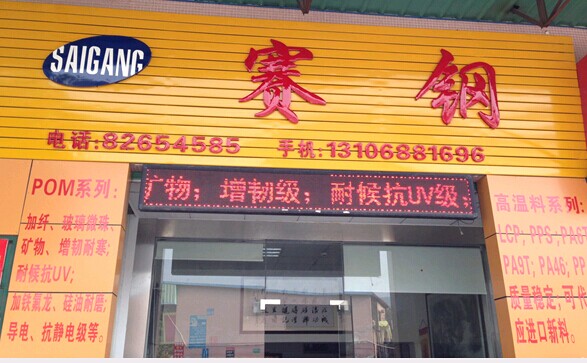 SAIGANG
赛钢
电话:82654585 手机:13106881696
矿物；增韧级；耐候抗UV级；
POM系列:
加纤、玻璃微珠、
矿物、增韧耐寒;
耐候抗UV;
加铁氟龙、硅油耐磨;
导电、抗静电级等。
高温料系列:
LCP, PPS, PA6T
PA9T; PA46; PP
质量稳定，可代
应进口新料。